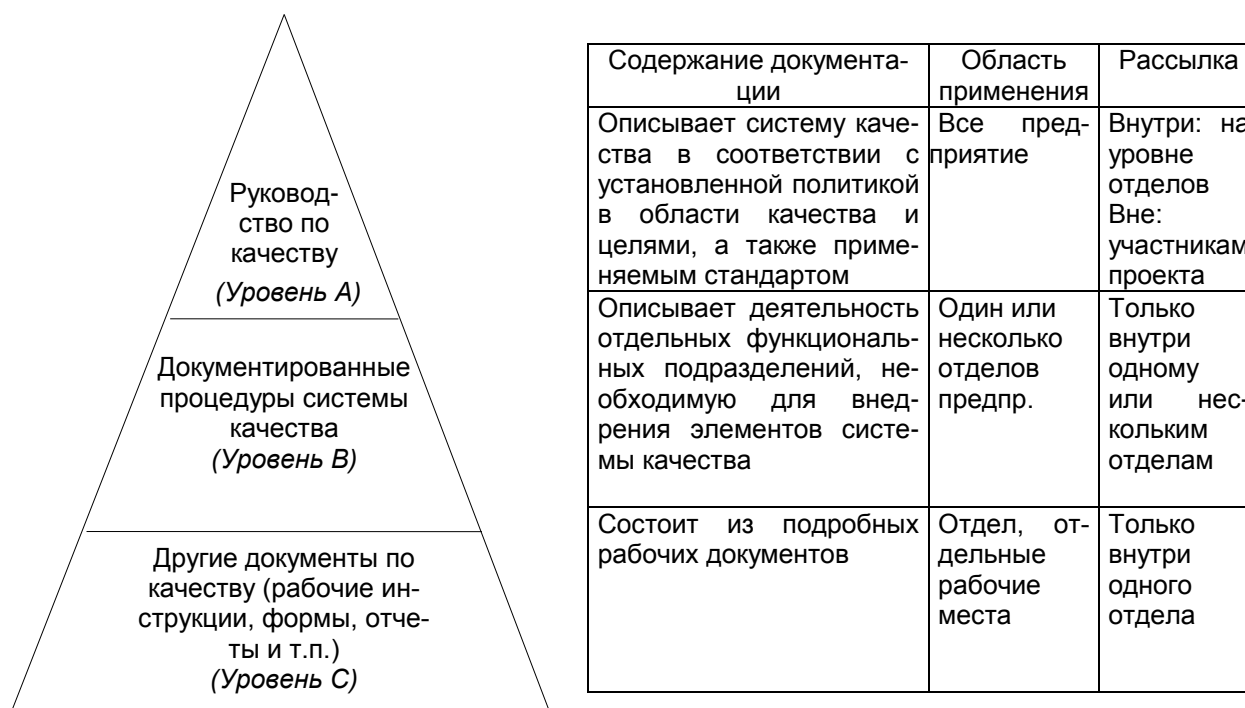 Руковод-
ство по
качеству
(Уровень А)
Документированные
процедуры системы
качества
(Уровень В)
Другие документы по
качеству (рабочие ин-
струкции, формы, отче-
ты и т.п.)
(Уровень С)
Содержание документа-
ции
Область
применения
Рассылка
Описывает систему каче-
ства в соответствии с
установленной политикой
в области качества и
целями, а также приме-
няемым стандартом
Все пред-
приятие
Внутри: на
уровне
отделов
Вне:
участникам
проекта
Описывает деятельность
отдельных функциональ-
ных подразделений, не-
обходимую для внед-
рения элементов систе-
мы качества
Один или
несколько
отделов
предпр.
Только
внутри
одному
или нес-
кольким
отделам
Состоит из подробных
рабочих документов
Отдел, от-
дельные
рабочие
места
Только
внутри
одного
отдела